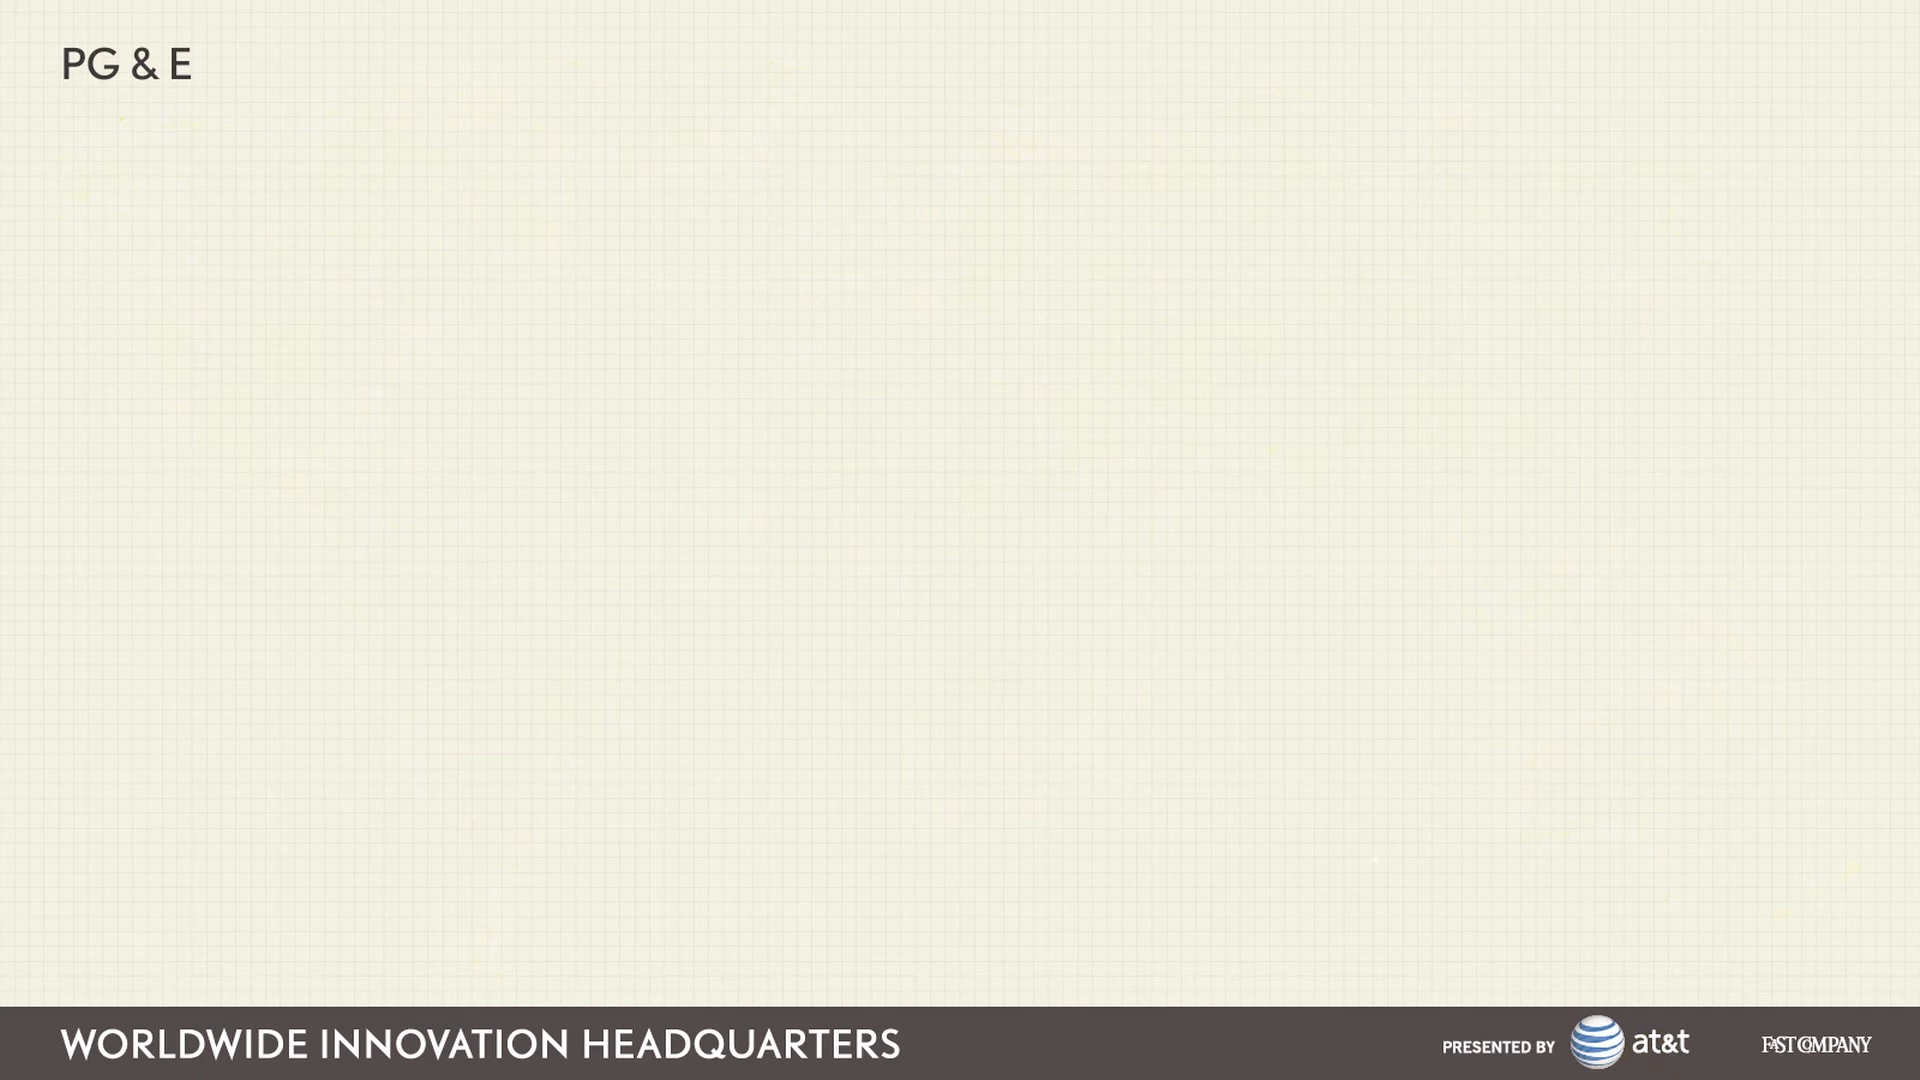 PG & E
WORLDWIDE INNOVATION HEADQUARTERS
PRESENTED BY at&t FAST COMPANY